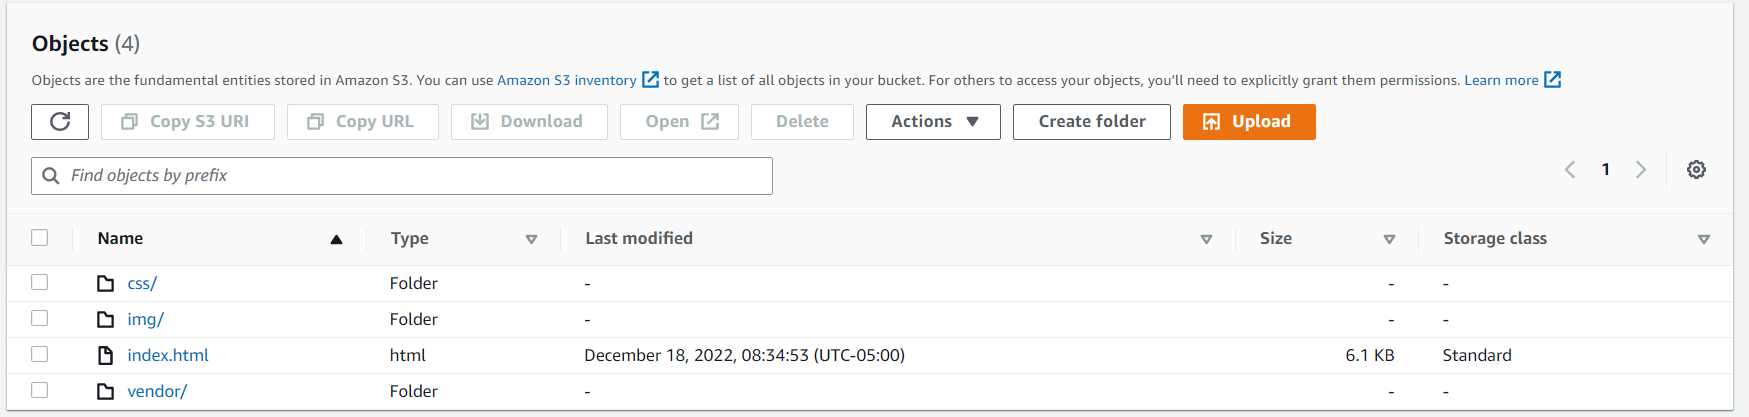 Objects (4)
Objects are the fundamental entities stored in Amazon S3. You can use Amazon S3 inventory to get a list of all objects in your bucket. For others to access your objects, you'll need to explicitly grant them permissions. Learn more
Copy S3 URI Copy URL Download Open Delete Actions Create folder Upload
Find objects by prefix 1
Name Type Last modified Size Storage class
css/ Folder - - -
img/ Folder - - -
index.html html December 18, 2022, 08:34:53 (UTC-05:00) 6.1 KB Standard
vendor/ Folder - - -